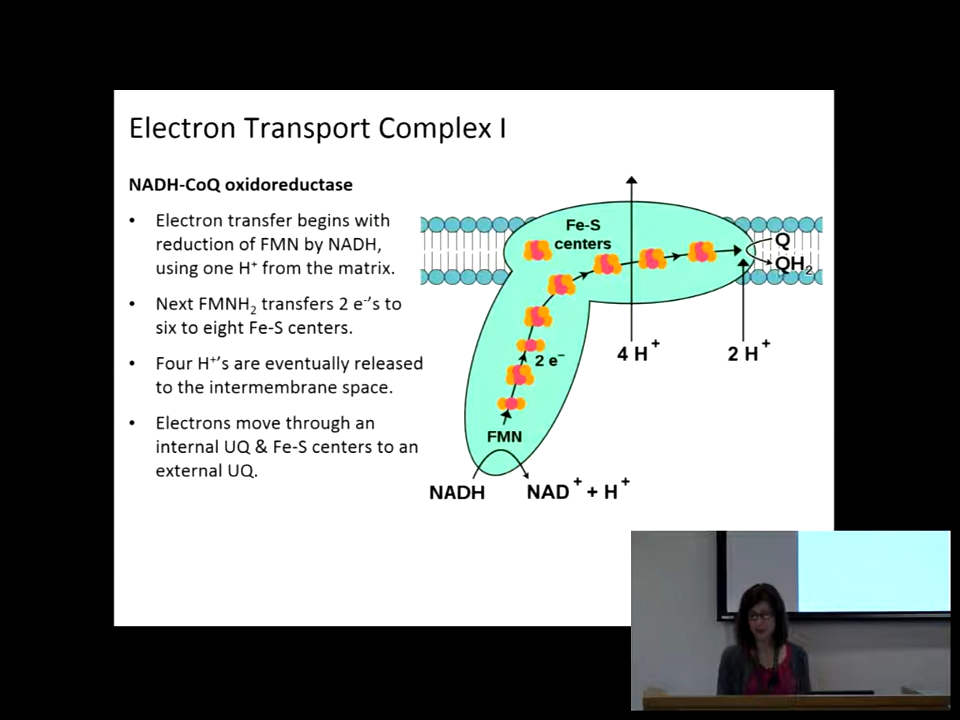 Electron Transport Complex I
NADH-CoQ oxidoreductase
• Electron transfer begins with
reduction of FMN by NADH,
using one H⁺ from the matrix.
• Next FMNH₂ transfers 2 e⁻'s to
six to eight Fe-S centers.
• Four H⁺'s are eventually released
to the intermembrane space.
• Electrons move through an
internal UQ & Fe-S centers to an
external UQ.
Fe-S
centers
Q
QH₂
2 e⁻
4 H⁺
2 H⁺
FMN
NADH
NAD⁺ + H⁺